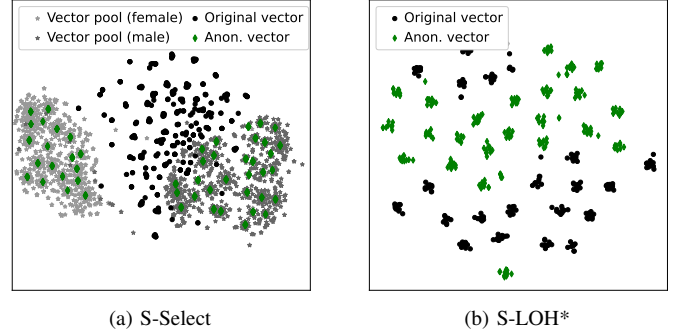 Vector pool (female)
Vector pool (male)
Original vector
Anon. vector
Original vector
Anon. vector
(a) S-Select
(b) S-LOH*